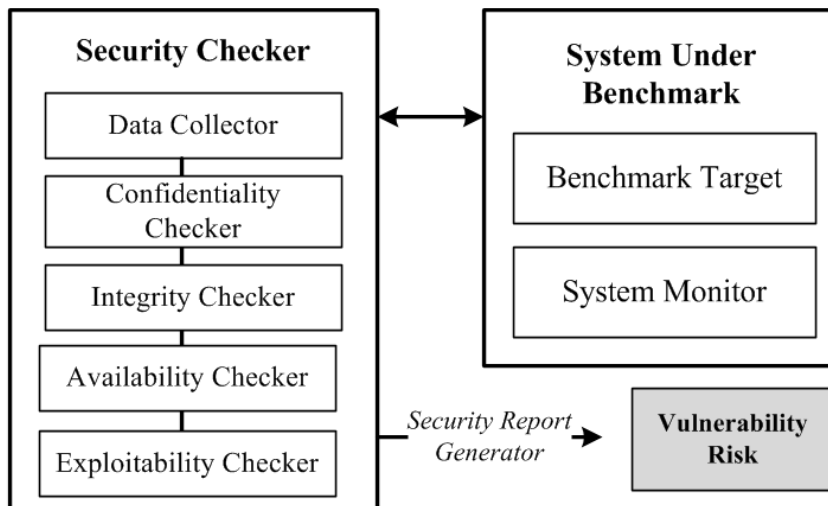 Security Checker
Data Collector
Confidentiality
Checker
Integrity Checker
Availability Checker
Exploitability Checker
System Under
Benchmark
Benchmark Target
System Monitor
Security Report
Generator
Vulnerability
Risk